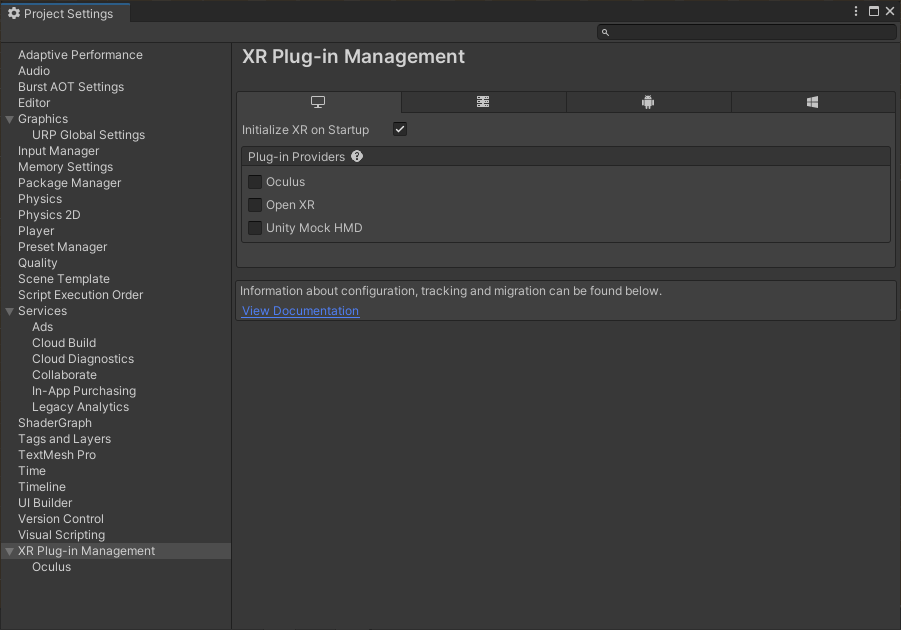 Project Settings
Adaptive Performance
Audio
Burst AOT Settings
Editor
Graphics
URP Global Settings
Input Manager
Memory Settings
Package Manager
Physics
Physics 2D
Player
Preset Manager
Quality
Scene Template
Script Execution Order
Services
Ads
Cloud Build
Cloud Diagnostics
Collaborate
In-App Purchasing
Legacy Analytics
ShaderGraph
Tags and Layers
TextMesh Pro
Time
Timeline
UI Builder
Version Control
Visual Scripting
XR Plug-in Management
Oculus
XR Plug-in Management
Initialize XR on Startup
Plug-in Providers
Oculus
Open XR
Unity Mock HMD
Information about configuration, tracking and migration can be found below.
View Documentation